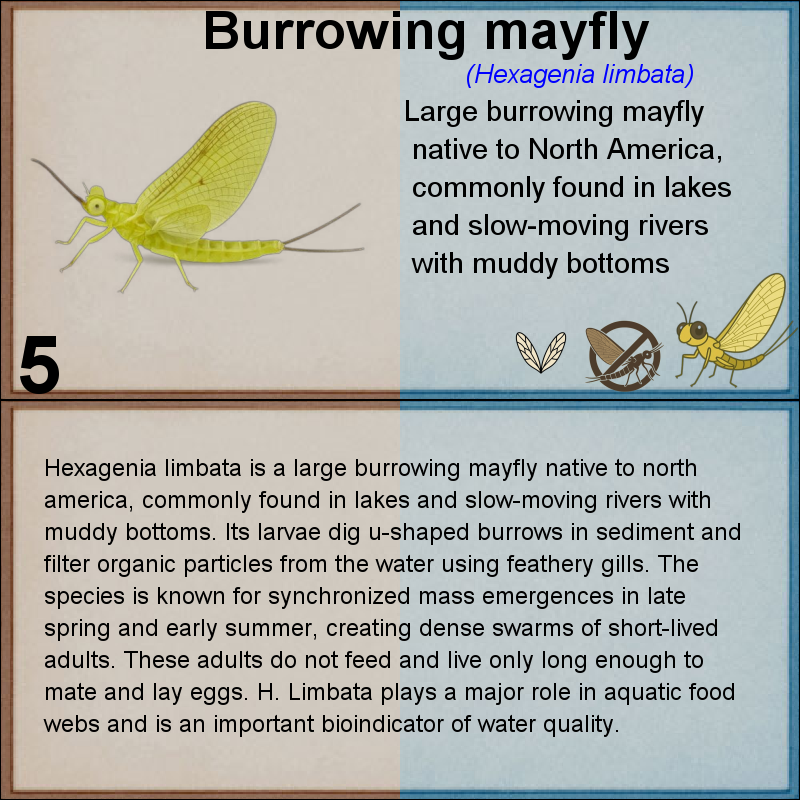 Burrowing mayfly
(Hexagenia limbata)
Large burrowing mayfly
native to North America,
commonly found in lakes
and slow-moving rivers
with muddy bottoms
5
Hexagenia limbata is a large burrowing mayfly native to north
america, commonly found in lakes and slow-moving rivers with
muddy bottoms. Its larvae dig u-shaped burrows in sediment and
filter organic particles from the water using feathery gills. The
species is known for synchronized mass emergences in late
spring and early summer, creating dense swarms of short-lived
adults. These adults do not feed and live only long enough to
mate and lay eggs. H. Limbata plays a major role in aquatic food
webs and is an important bioindicator of water quality.